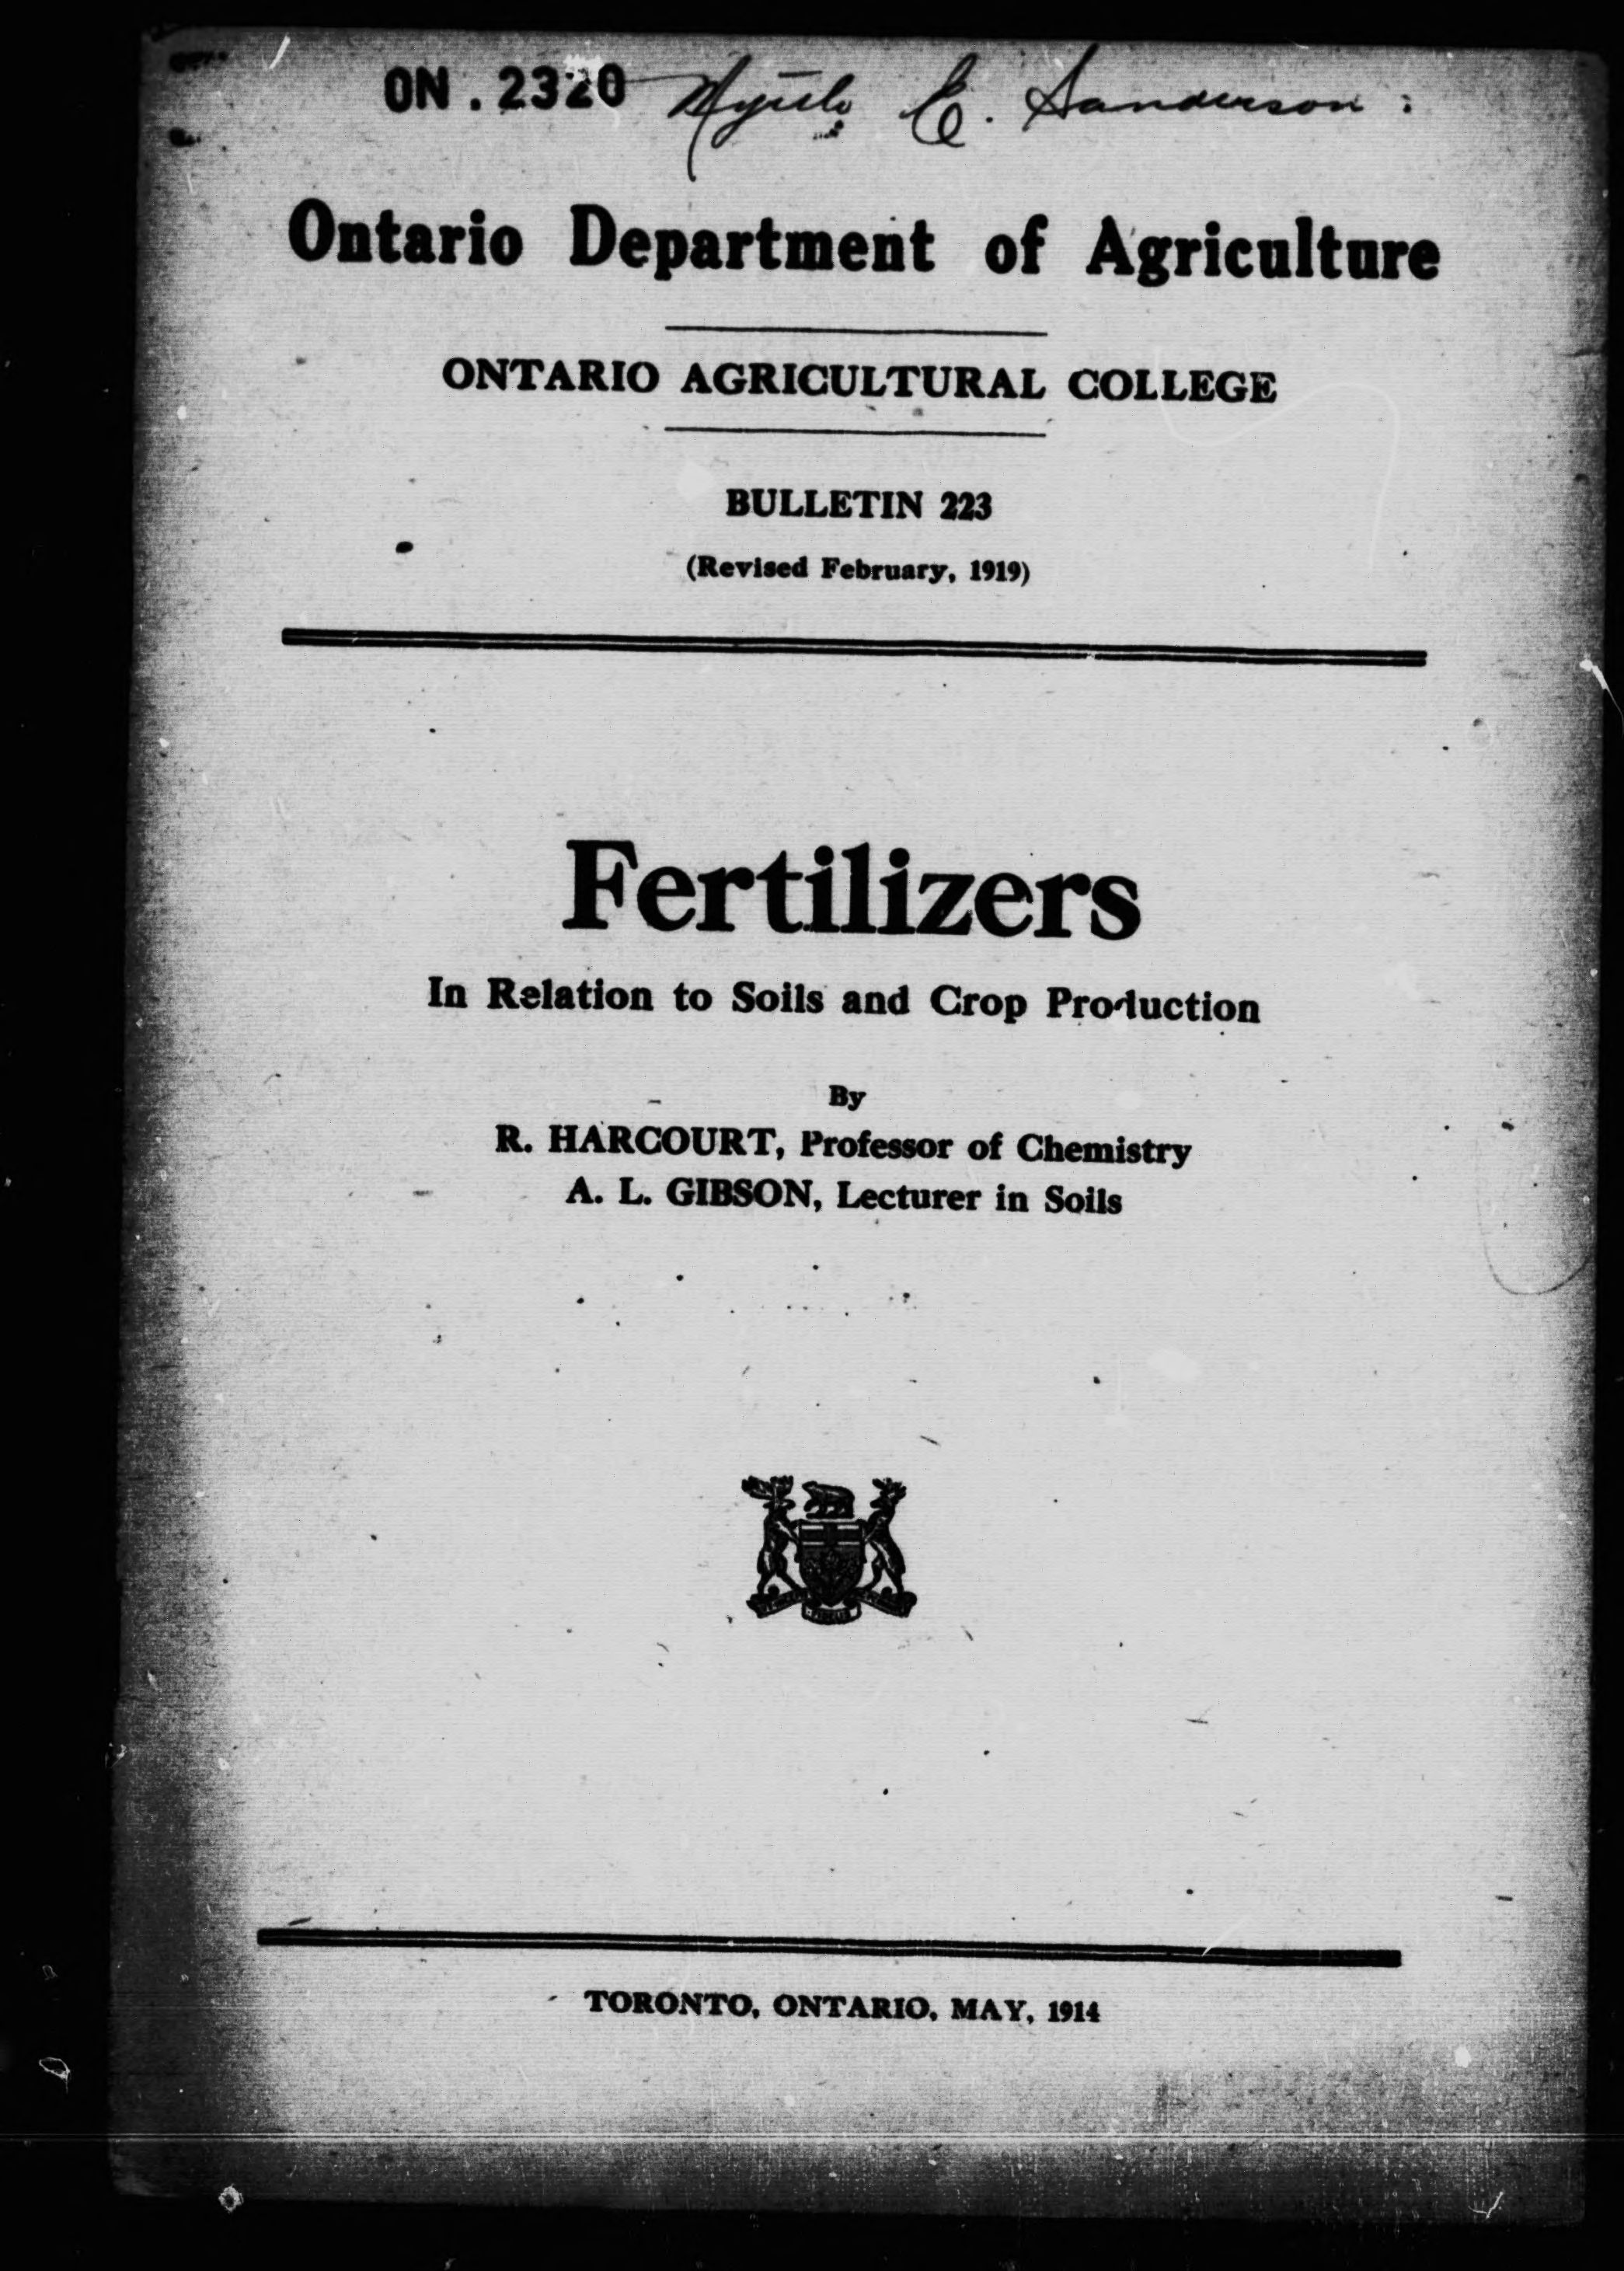 ON . 2320 E. Sanderson :
Ontario Department of Agriculture
ONTARIO AGRICULTURAL COLLEGE
BULLETIN 223
(Revised February, 1919)
Fertilizers
In Relation to Soils and Crop Production
By
R. HARCOURT, Professor of Chemistry
A. L. GIBSON, Lecturer in Soils
TORONTO, ONTARIO, MAY, 1914